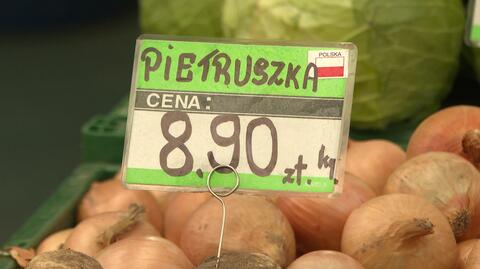 POLSKA
PIETRUSZKA
CENA:
8.90 zł. kg.